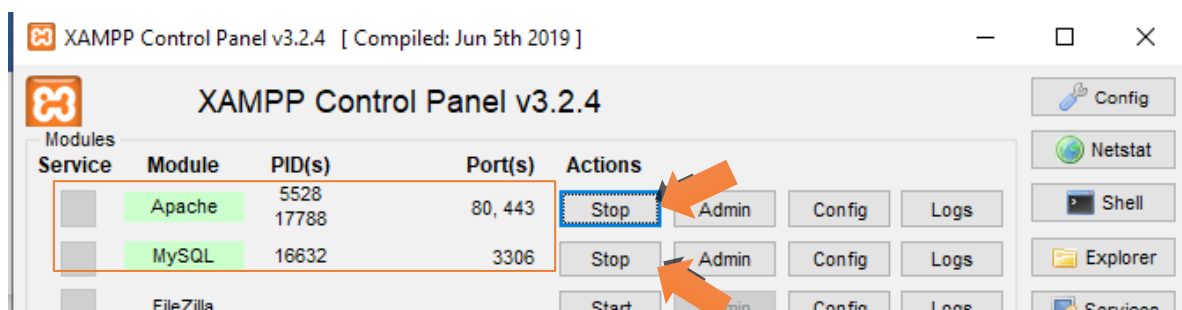 XAMPP Control Panel v3.2.4 [ Compiled: Jun 5th 2019 ]
XAMPP Control Panel v3.2.4
Config
Modules
Service Module PID(s) Port(s) Actions
Netstat
Apache 5528 17788 80, 443 Stop Admin Config Logs
Shell
MySQL 16632 3306 Stop Admin Config Logs
Explorer
FileZilla Start Config Logs
Services